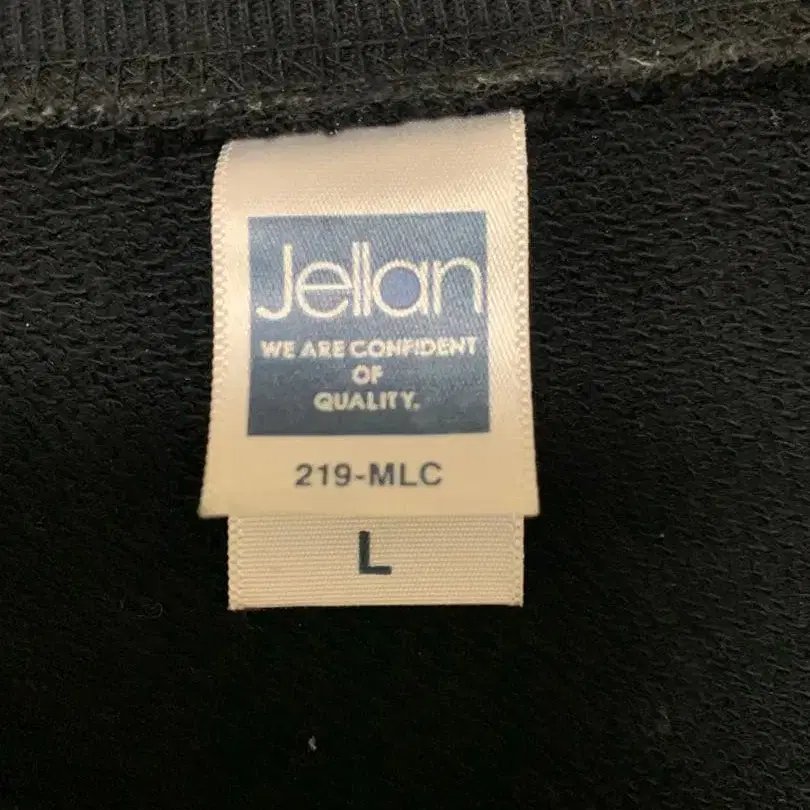 Jellan
WE ARE CONFIDENT
OF
QUALITY.
219-MLC
L